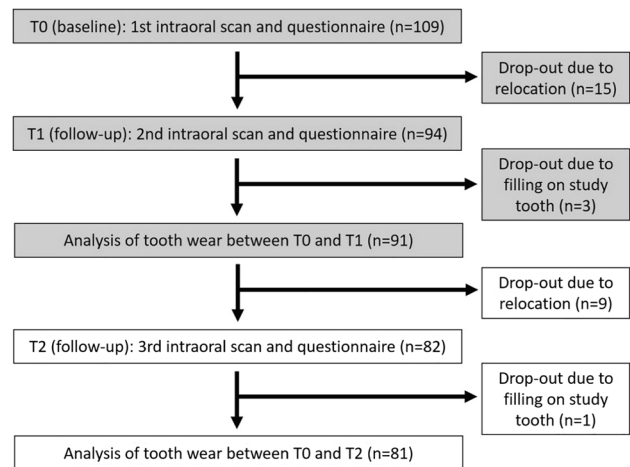 T0 (baseline): 1st intraoral scan and questionnaire (n=109)
Drop-out due to
relocation (n=15)
T1 (follow-up): 2nd intraoral scan and questionnaire (n=94)
Drop-out due to
filling on study
tooth (n=3)
Analysis of tooth wear between T0 and T1 (n=91)
Drop-out due to
relocation (n=9)
T2 (follow-up): 3rd intraoral scan and questionnaire (n=82)
Drop-out due to
filling on study
tooth (n=1)
Analysis of tooth wear between T0 and T2 (n=81)